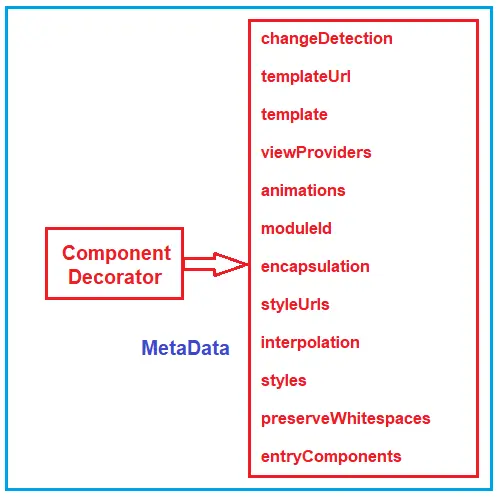 Component
Decorator
MetaData
changeDetection
templateUrl
template
viewProviders
animations
moduleId
encapsulation
styleUrls
interpolation
styles
preserveWhitespaces
entryComponents